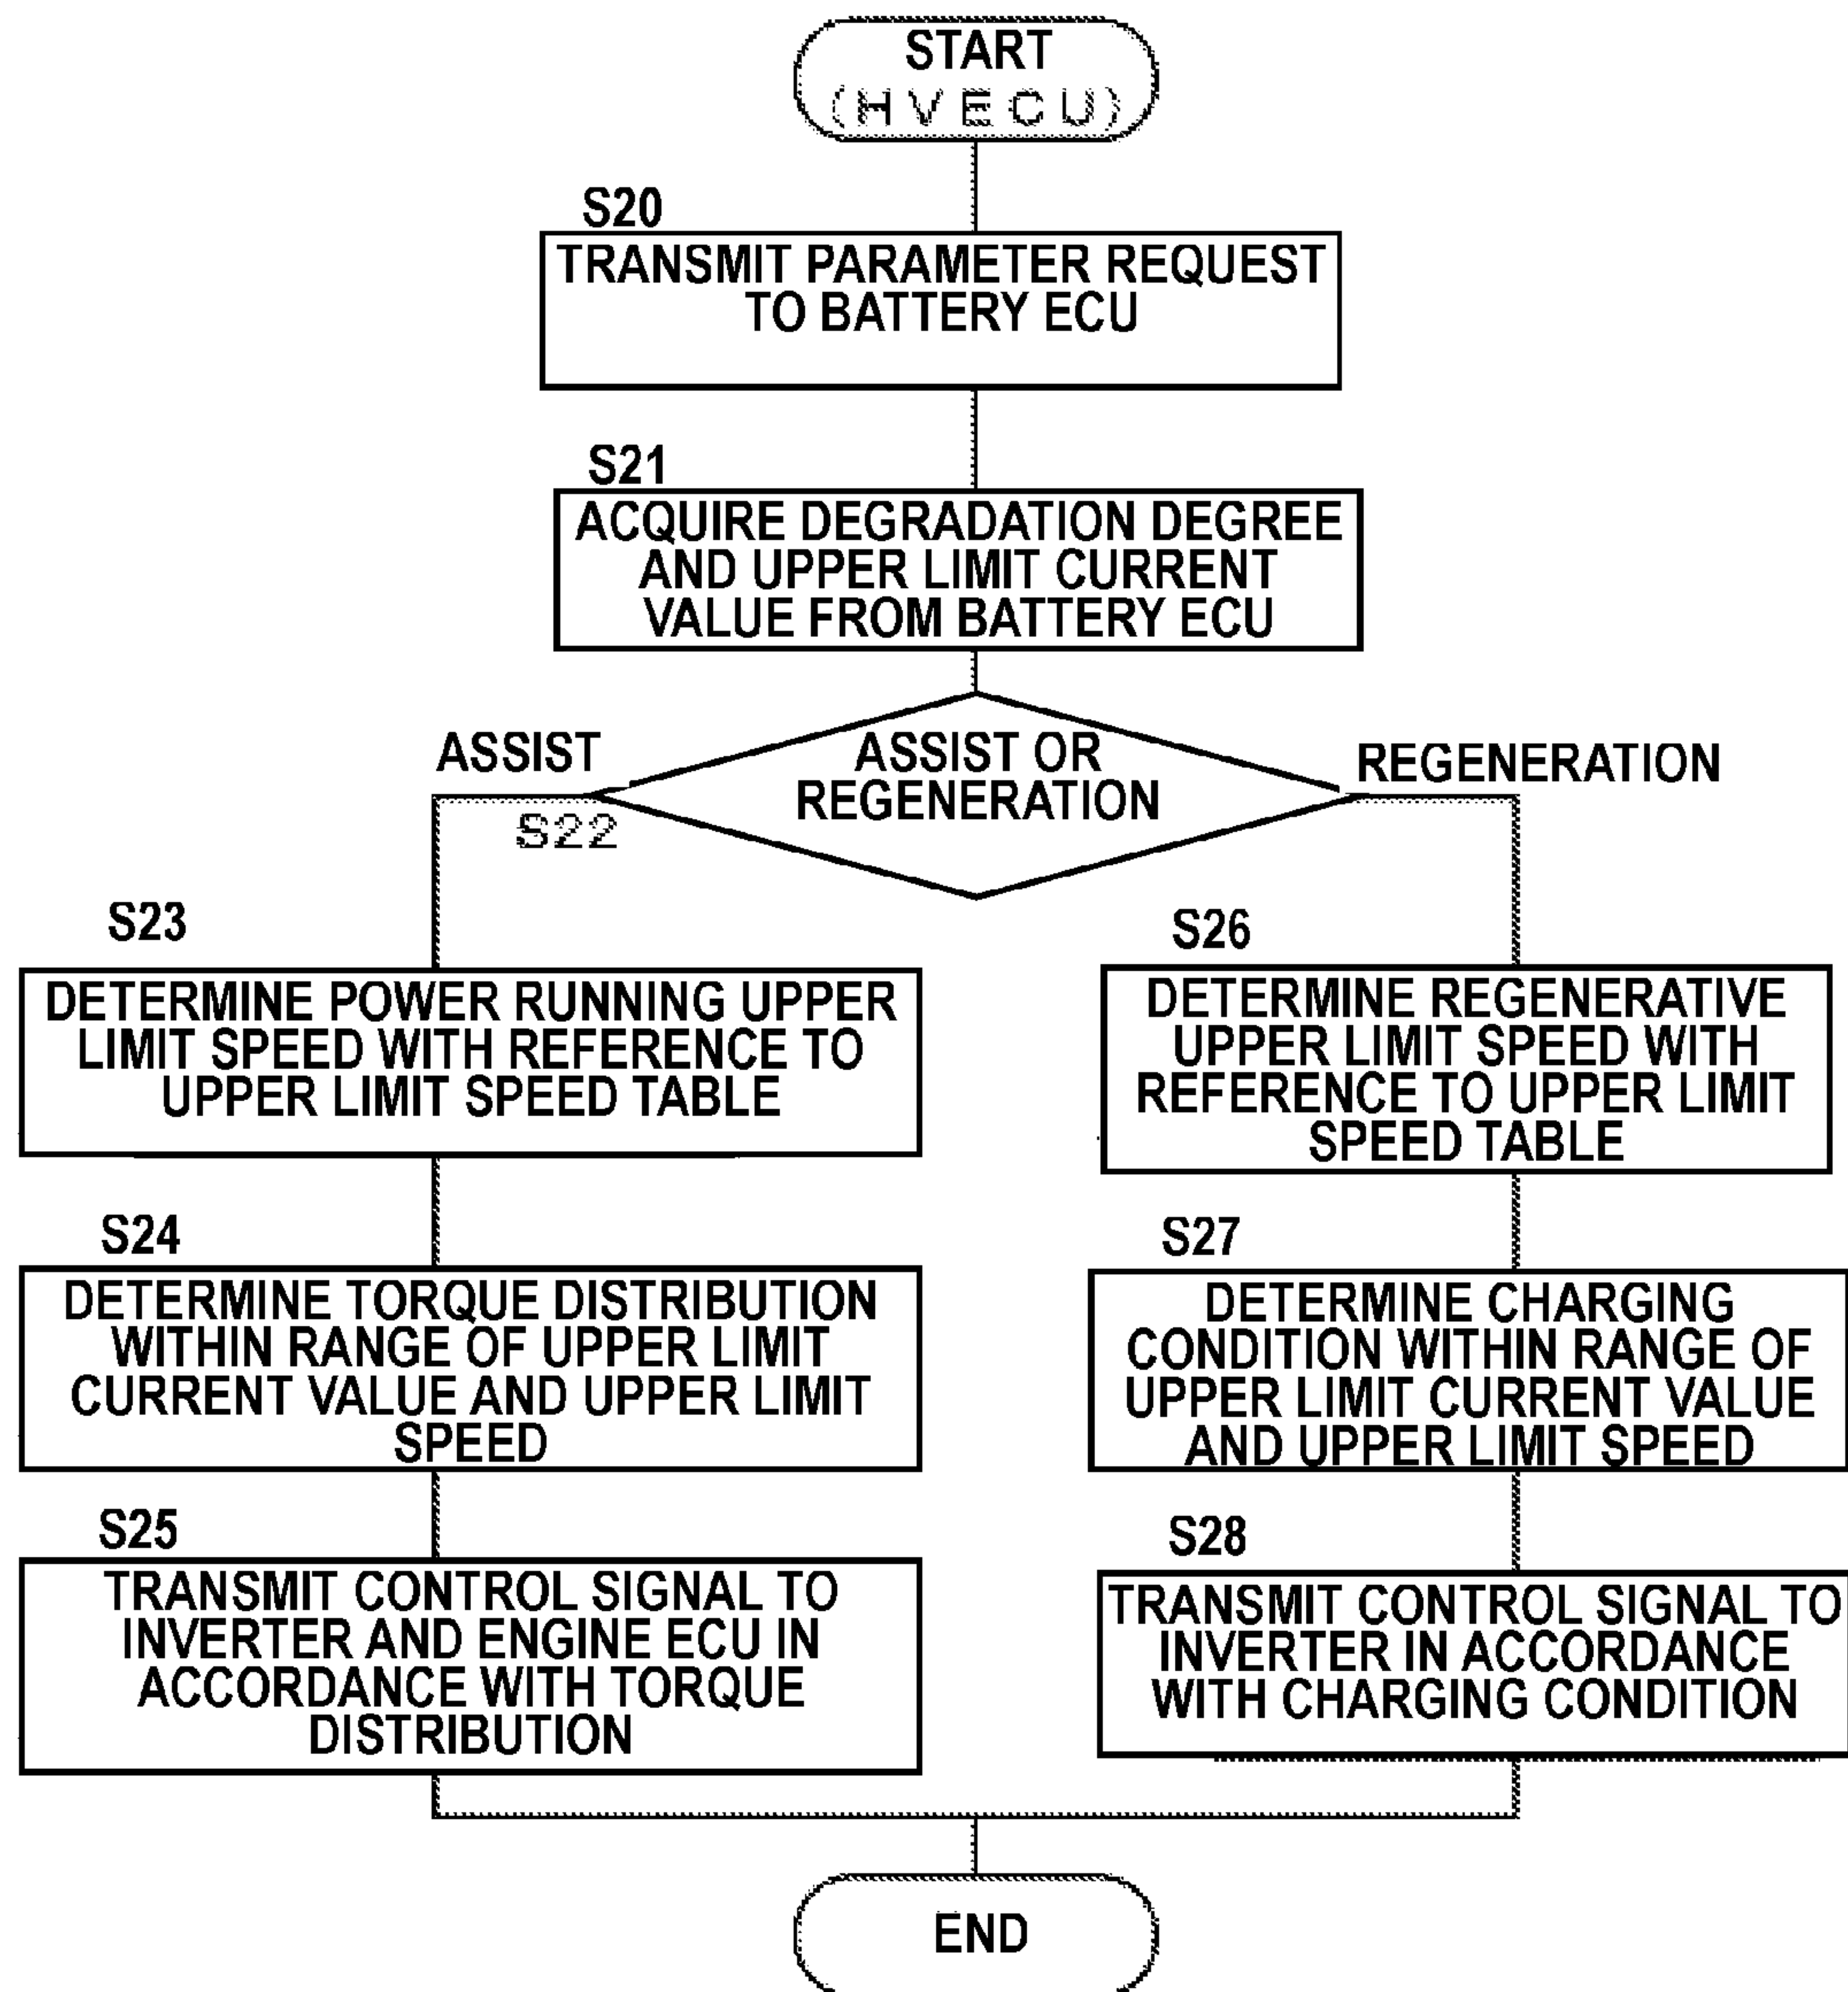 START
(HVECU)
S20
TRANSMIT PARAMETER REQUEST
TO BATTERY ECU
S21
ACQUIRE DEGRADATION DEGREE
AND UPPER LIMIT CURRENT
VALUE FROM BATTERY ECU
ASSIST
ASSIST OR
REGENERATION
REGENERATION
S22
S23
DETERMINE POWER RUNNING UPPER
LIMIT SPEED WITH REFERENCE TO
UPPER LIMIT SPEED TABLE
S24
DETERMINE TORQUE DISTRIBUTION
WITHIN RANGE OF UPPER LIMIT
CURRENT VALUE AND UPPER LIMIT
SPEED
S25
TRANSMIT CONTROL SIGNAL TO
INVERTER AND ENGINE ECU IN
ACCORDANCE WITH TORQUE
DISTRIBUTION
S26
DETERMINE REGENERATIVE
UPPER LIMIT SPEED WITH
REFERENCE TO UPPER LIMIT
SPEED TABLE
S27
DETERMINE CHARGING
CONDITION WITHIN RANGE OF
UPPER LIMIT CURRENT VALUE
AND UPPER LIMIT SPEED
S28
TRANSMIT CONTROL SIGNAL TO
INVERTER IN ACCORDANCE
WITH CHARGING CONDITION
END